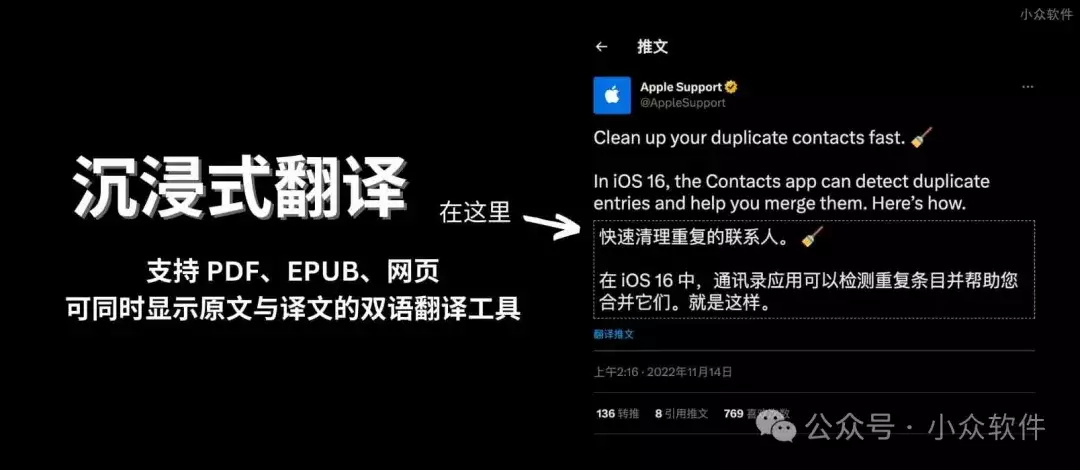 小众软件
沉浸式翻译
在这里
支持 PDF、EPUB、网页
可同时显示原文与译文的双语翻译工具
← 推文
Apple Support
@AppleSupport
Clean up your duplicate contacts fast. 🧹
In iOS 16, the Contacts app can detect duplicate
entries and help you merge them. Here’s how.
快速清理重复的联系人。🧹
在 iOS 16 中，通讯录应用可以检测重复条目并帮助您
合并它们。就是这样。
翻译推文
上午2:16 · 2022年11月14日
136 转推 8 引用推文 769 喜欢次数
公众号 · 小众软件